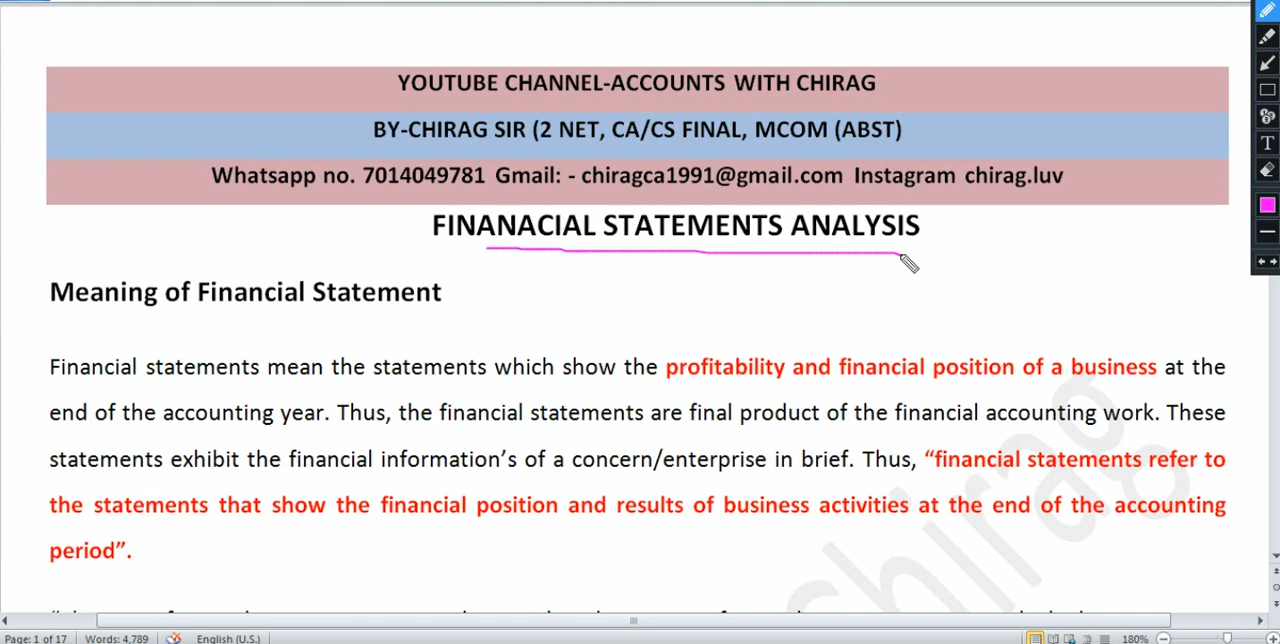 YOUTUBE CHANNEL-ACCOUNTS WITH CHIRAG
BY-CHIRAG SIR (2 NET, CA/CS FINAL, MCOM (ABST)
Whatsapp no. 7014049781 Gmail: - chiragca1991@gmail.com Instagram chirag.luv
FINANACIAL STATEMENTS ANALYSIS
Meaning of Financial Statement
Financial statements mean the statements which show the profitability and financial position of a business at the
end of the accounting year. Thus, the financial statements are final product of the financial accounting work. These
statements exhibit the financial information’s of a concern/enterprise in brief. Thus, “financial statements refer to
the statements that show the financial position and results of business activities at the end of the accounting
period”.
chirag
Page: 1 of 17 Words: 4,789 English (U.S.) 180%